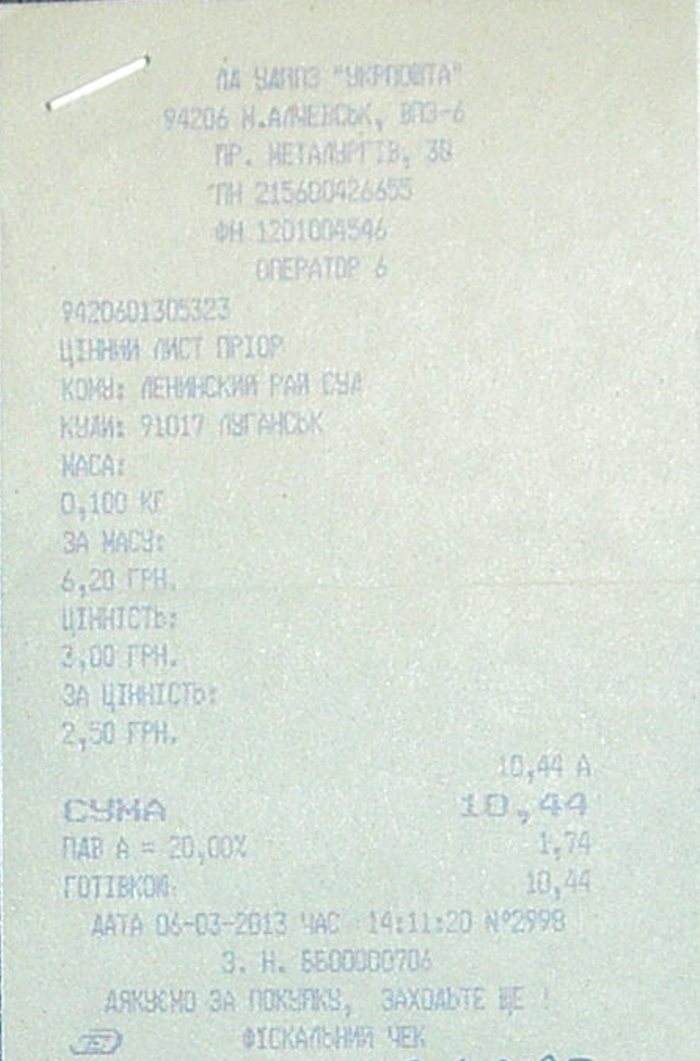 ЛД УДППЗ "УКРПОШТА"
94206 М.АЛЧЕВСЬК, ВПЗ-6
ПР. МЕТАЛУРГІВ, 38
ПН 215600426655
ФН 1201004546
ОПЕРАТОР 6
9420601305323
ЦІННИЙ ЛИСТ ПРІОР
КОМУ: ЛЕНИНСКИЙ РАЙ СУД
КУДИ: 91017 ЛУГАНСЬК
МАСА:
0,100 КГ
ЗА МАСУ:
6,20 ГРН.
ЦІННІСТЬ:
3,00 ГРН.
ЗА ЦІННІСТЬ:
2,50 ГРН.
10,44 А
СУМА 10,44
ПДВ А = 20,00% 1,74
ГОТІВКОЙ: 10,44
ДАТА 06-03-2013 ЧАС 14:11:20 №2998
З. Н. ББ00000706
ДЯКУЄМО ЗА ПОКУПКУ, ЗАХОДЬТЕ ЩЕ !
ФІСКАЛЬНИЙ ЧЕК